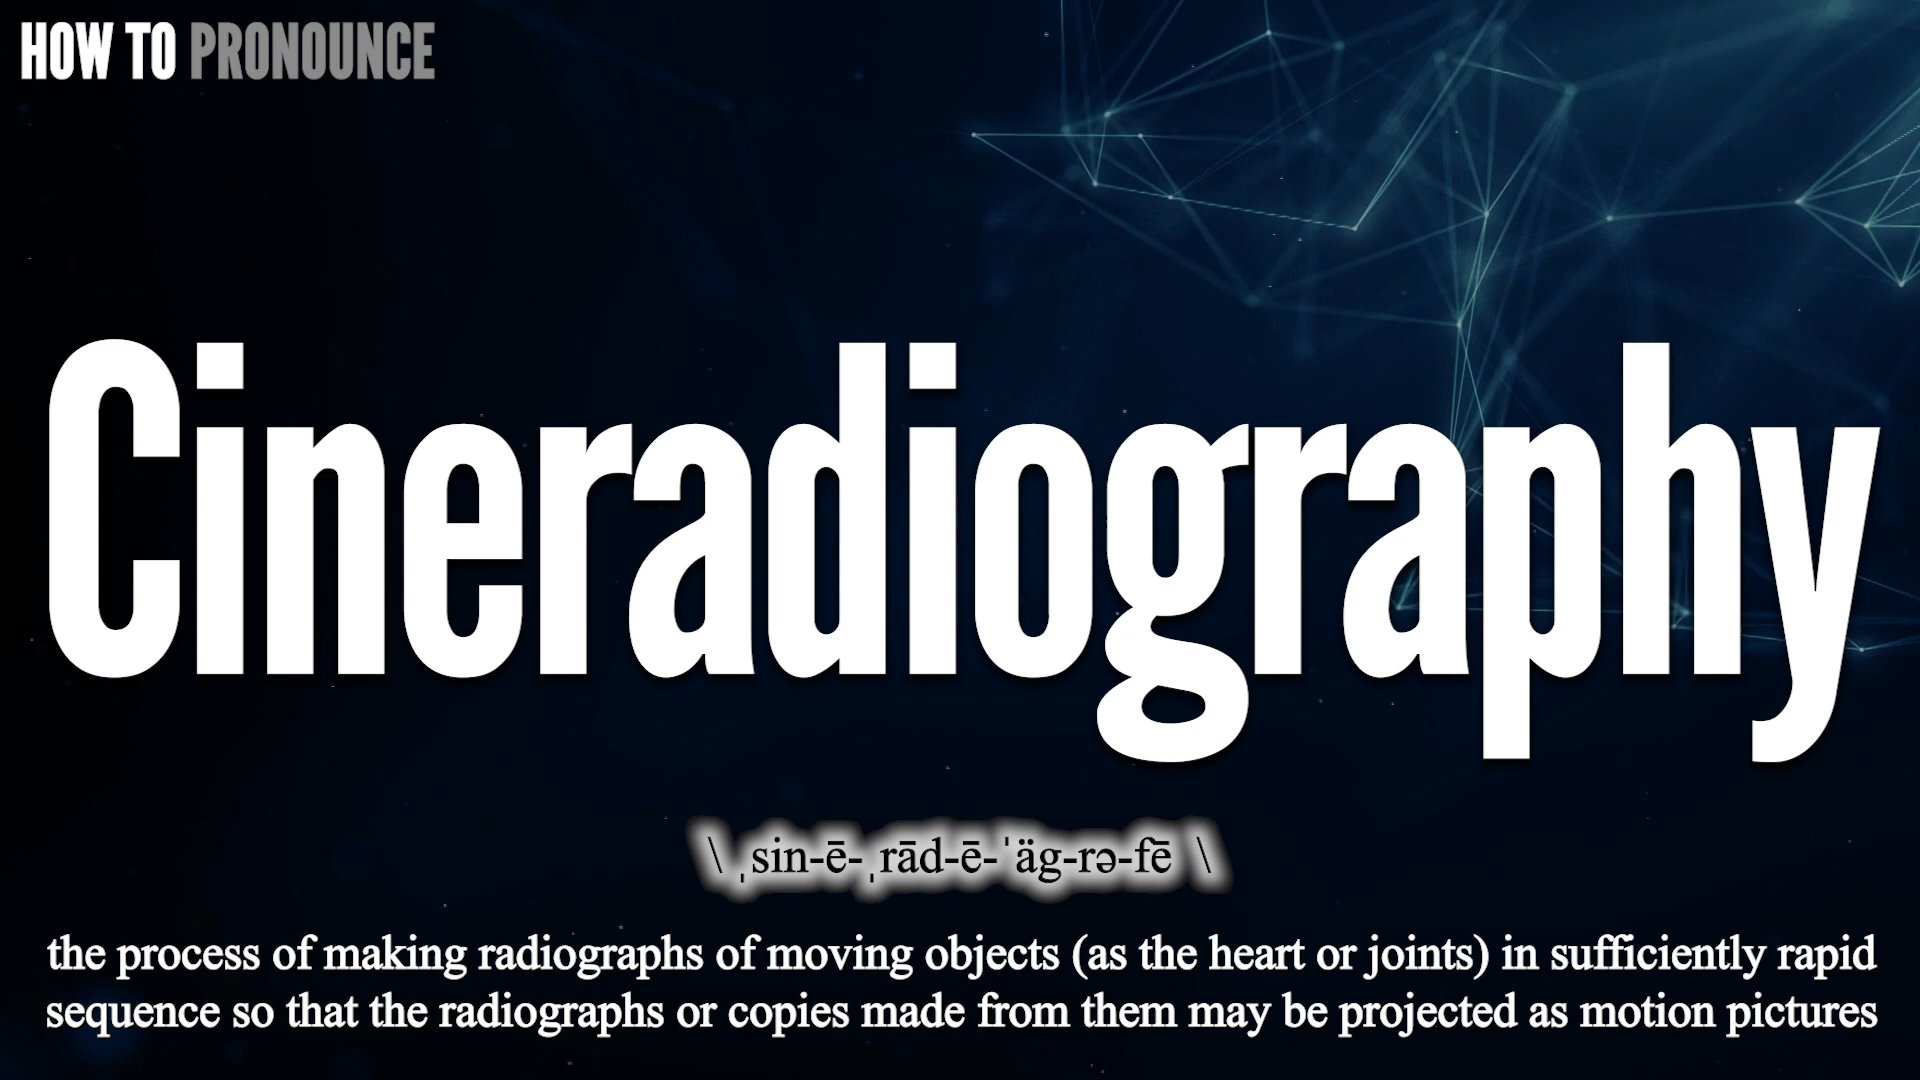 HOW TO PRONOUNCE
Cineradiography
\ ˌsin-ē-ˌrād-ē-ˈäg-rə-fē \
the process of making radiographs of moving objects (as the heart or joints) in sufficiently rapid
sequence so that the radiographs or copies made from them may be projected as motion pictures